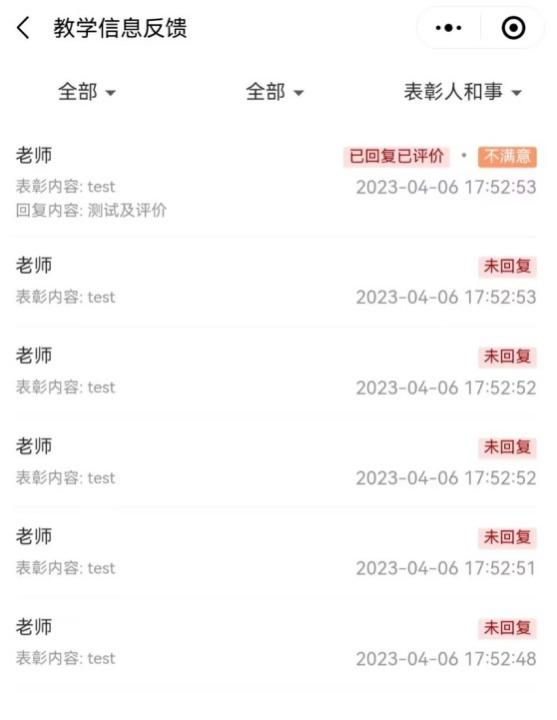 教学信息反馈
全部 全部 表彰人和事
老师 已回复已评价 • 不满意
表彰内容: test 2023-04-06 17:52:53
回复内容: 测试及评价
老师 未回复
表彰内容: test 2023-04-06 17:52:53
老师 未回复
表彰内容: test 2023-04-06 17:52:52
老师 未回复
表彰内容: test 2023-04-06 17:52:52
老师 未回复
表彰内容: test 2023-04-06 17:52:51
老师 未回复
表彰内容: test 2023-04-06 17:52:48